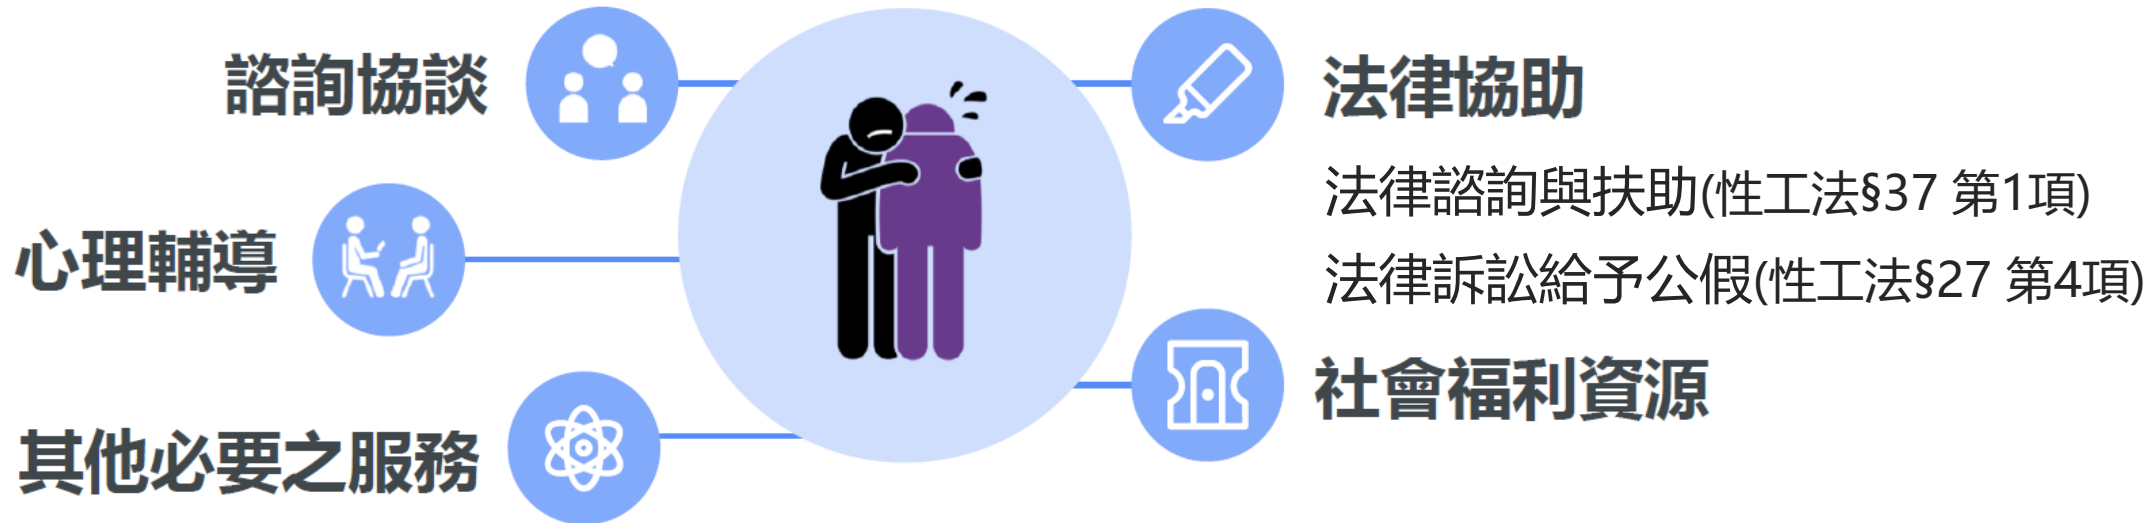 諮詢協談
心理輔導
其他必要之服務
法律協助
法律諮詢與扶助(性工法§37 第1項)
法律訴訟給予公假(性工法§27 第4項)
社會福利資源